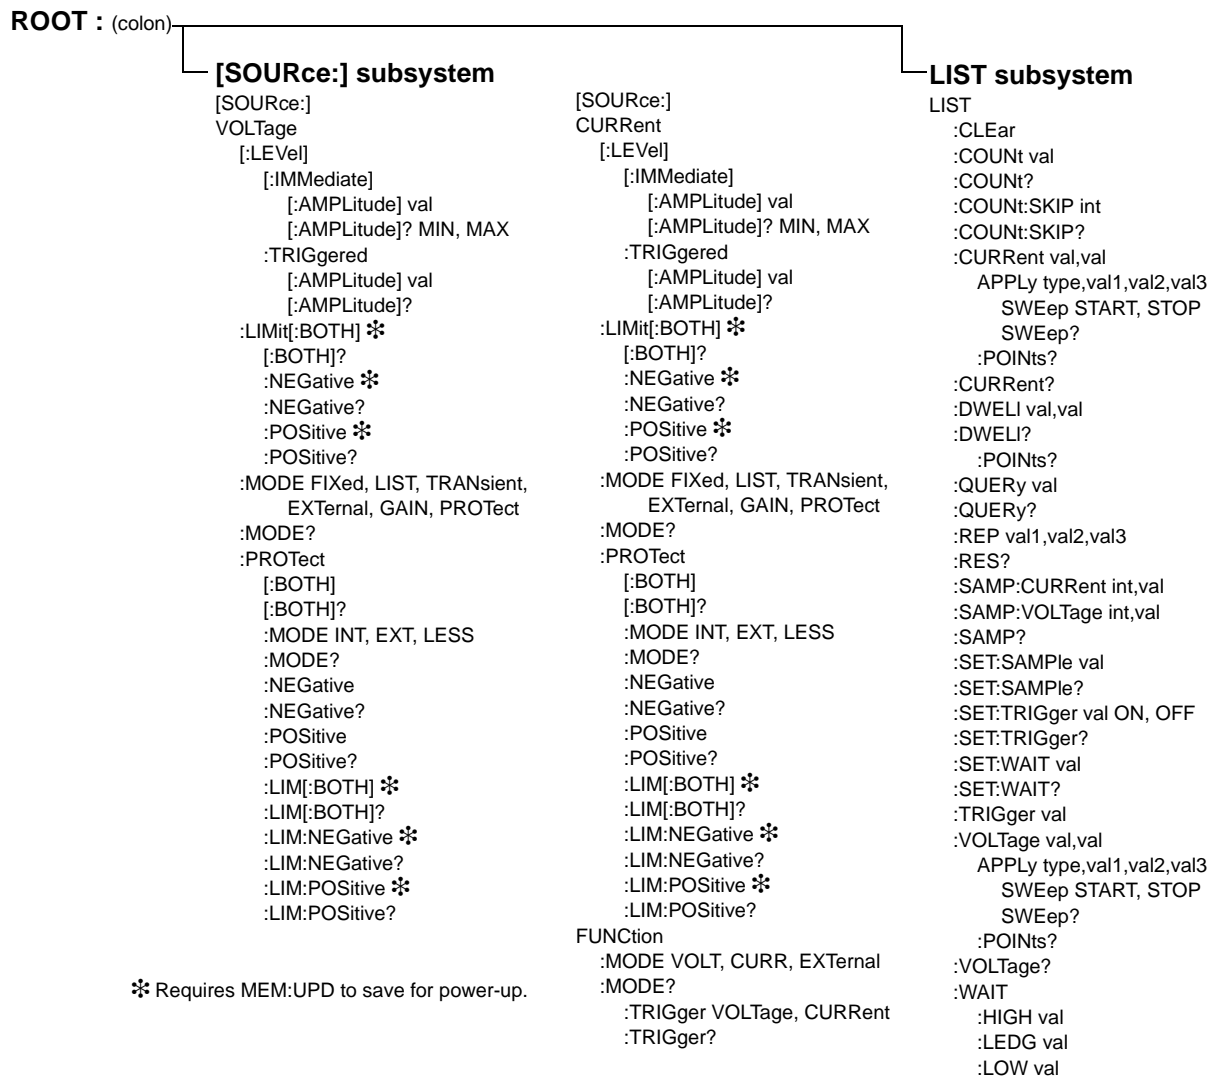 ROOT : (colon)
[SOURce:] subsystem
[SOURce:]
VOLTage
[:LEVel]
[:IMMediate]
[:AMPLitude] val
[:AMPLitude]? MIN, MAX
:TRIGgered
[:AMPLitude] val
[:AMPLitude]?
:LIMit[:BOTH] ✻
[:BOTH]?
:NEGative ✻
:NEGative?
:POSitive ✻
:POSitive?
:MODE FIXed, LIST, TRANsient,
EXTernal, GAIN, PROTect
:MODE?
:PROTect
[:BOTH]
[:BOTH]?
:MODE INT, EXT, LESS
:MODE?
:NEGative
:NEGative?
:POSitive
:POSitive?
:LIM[:BOTH] ✻
:LIM[:BOTH]?
:LIM:NEGative ✻
:LIM:NEGative?
:LIM:POSitive ✻
:LIM:POSitive?
✻ Requires MEM:UPD to save for power-up.
[SOURce:]
CURRent
[:LEVel]
[:IMMediate]
[:AMPLitude] val
[:AMPLitude]? MIN, MAX
:TRIGgered
[:AMPLitude] val
[:AMPLitude]?
:LIMit[:BOTH] ✻
[:BOTH]?
:NEGative ✻
:NEGative?
:POSitive ✻
:POSitive?
:MODE FIXed, LIST, TRANsient,
EXTernal, GAIN, PROTect
:MODE?
:PROTect
[:BOTH]
[:BOTH]?
:MODE INT, EXT, LESS
:MODE?
:NEGative
:NEGative?
:POSitive
:POSitive?
:LIM[:BOTH] ✻
:LIM[:BOTH]?
:LIM:NEGative ✻
:LIM:NEGative?
:LIM:POSitive ✻
:LIM:POSitive?
FUNCtion
:MODE VOLT, CURR, EXTernal
:MODE?
:TRIGger VOLTage, CURRent
:TRIGger?
LIST subsystem
LIST
:CLEar
:COUNt val
:COUNt?
:COUNt:SKIP int
:COUNt:SKIP?
:CURRent val,val
APPLy type,val1,val2,val3
SWEep START, STOP
SWEep?
:POINts?
:CURRent?
:DWELl val,val
:DWELl?
:POINts?
:QUERy val
:QUERy?
:REP val1,val2,val3
:RES?
:SAMP:CURRent int,val
:SAMP:VOLTage int,val
:SAMP?
:SET:SAMPle val
:SET:SAMPle?
:SET:TRIGger val ON, OFF
:SET:TRIGger?
:SET:WAIT val
:SET:WAIT?
:TRIGger val
:VOLTage val,val
APPLy type,val1,val2,val3
SWEep START, STOP
SWEep?
:POINts?
:VOLTage?
:WAIT
:HIGH val
:LEDG val
:LOW val